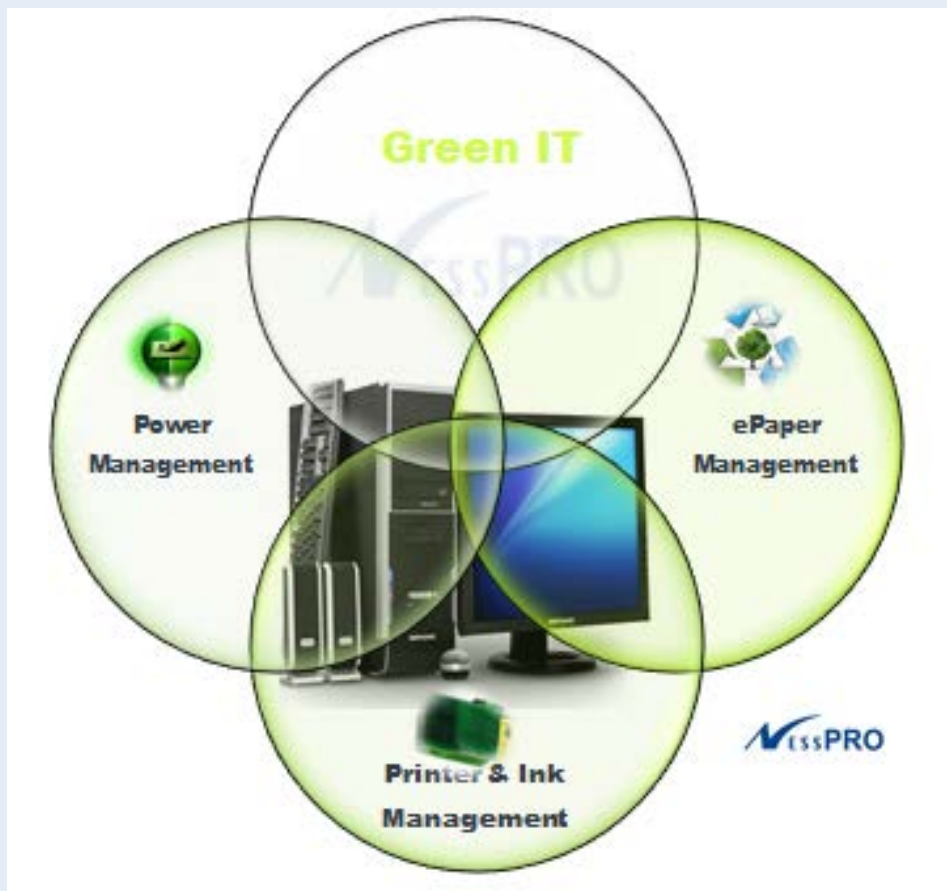 Green IT
NessPRO
Power
Management
ePaper
Management
Printer & Ink
Management
NessPRO